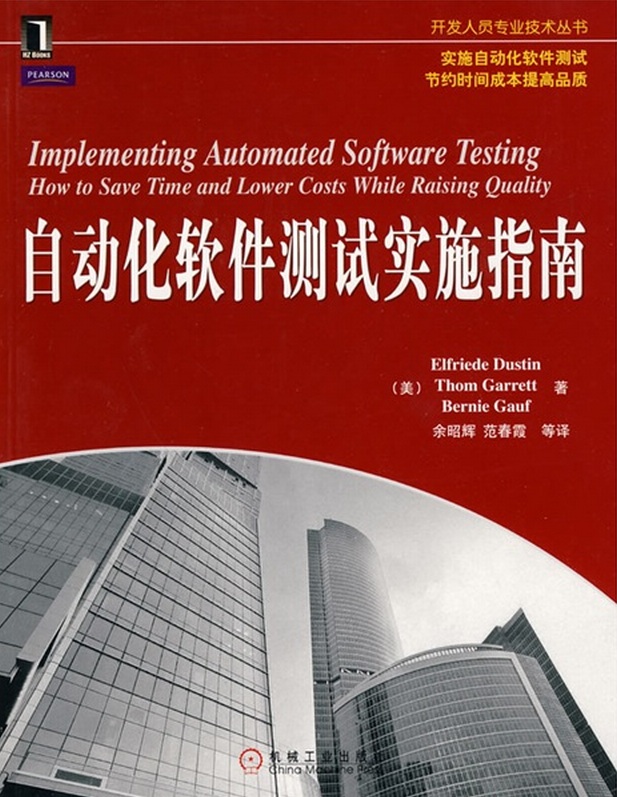 HZ Books
PEARSON
开发人员专业技术丛书
实施自动化软件测试
节约时间成本提高品质
Implementing Automated Software Testing
How to Save Time and Lower Costs While Raising Quality
自动化软件测试实施指南
Elfriede Dustin
(美) Thom Garrett 著
Bernie Gauf
余昭辉 范春霞 等译
机械工业出版社
China Machine Press